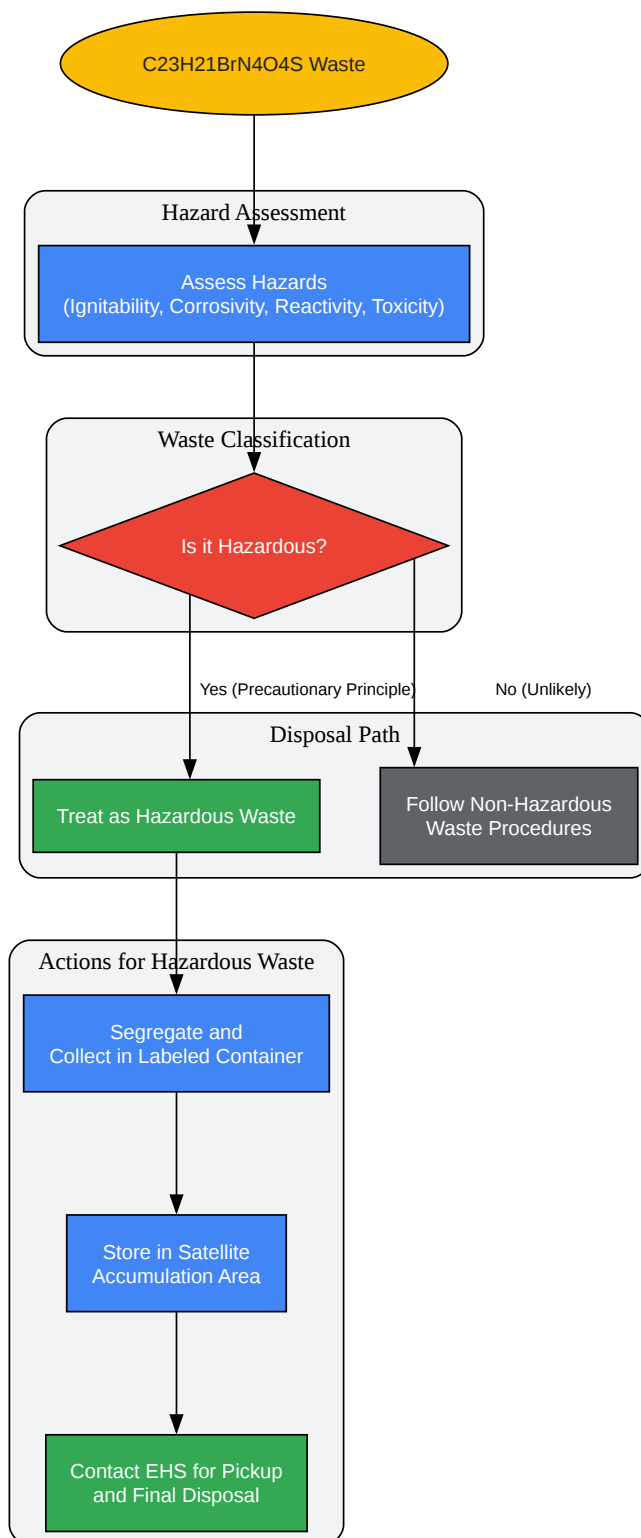 C23H21BrN4O4S Waste
Hazard Assessment
Assess Hazards
(Ignitability, Corrosivity, Reactivity, Toxicity)
Waste Classification
Is it Hazardous?
Yes (Precautionary Principle)
No (Unlikely)
Disposal Path
Treat as Hazardous Waste
Follow Non-Hazardous
Waste Procedures
Actions for Hazardous Waste
Segregate and
Collect in Labeled Container
Store in Satellite
Accumulation Area
Contact EHS for Pickup
and Final Disposal